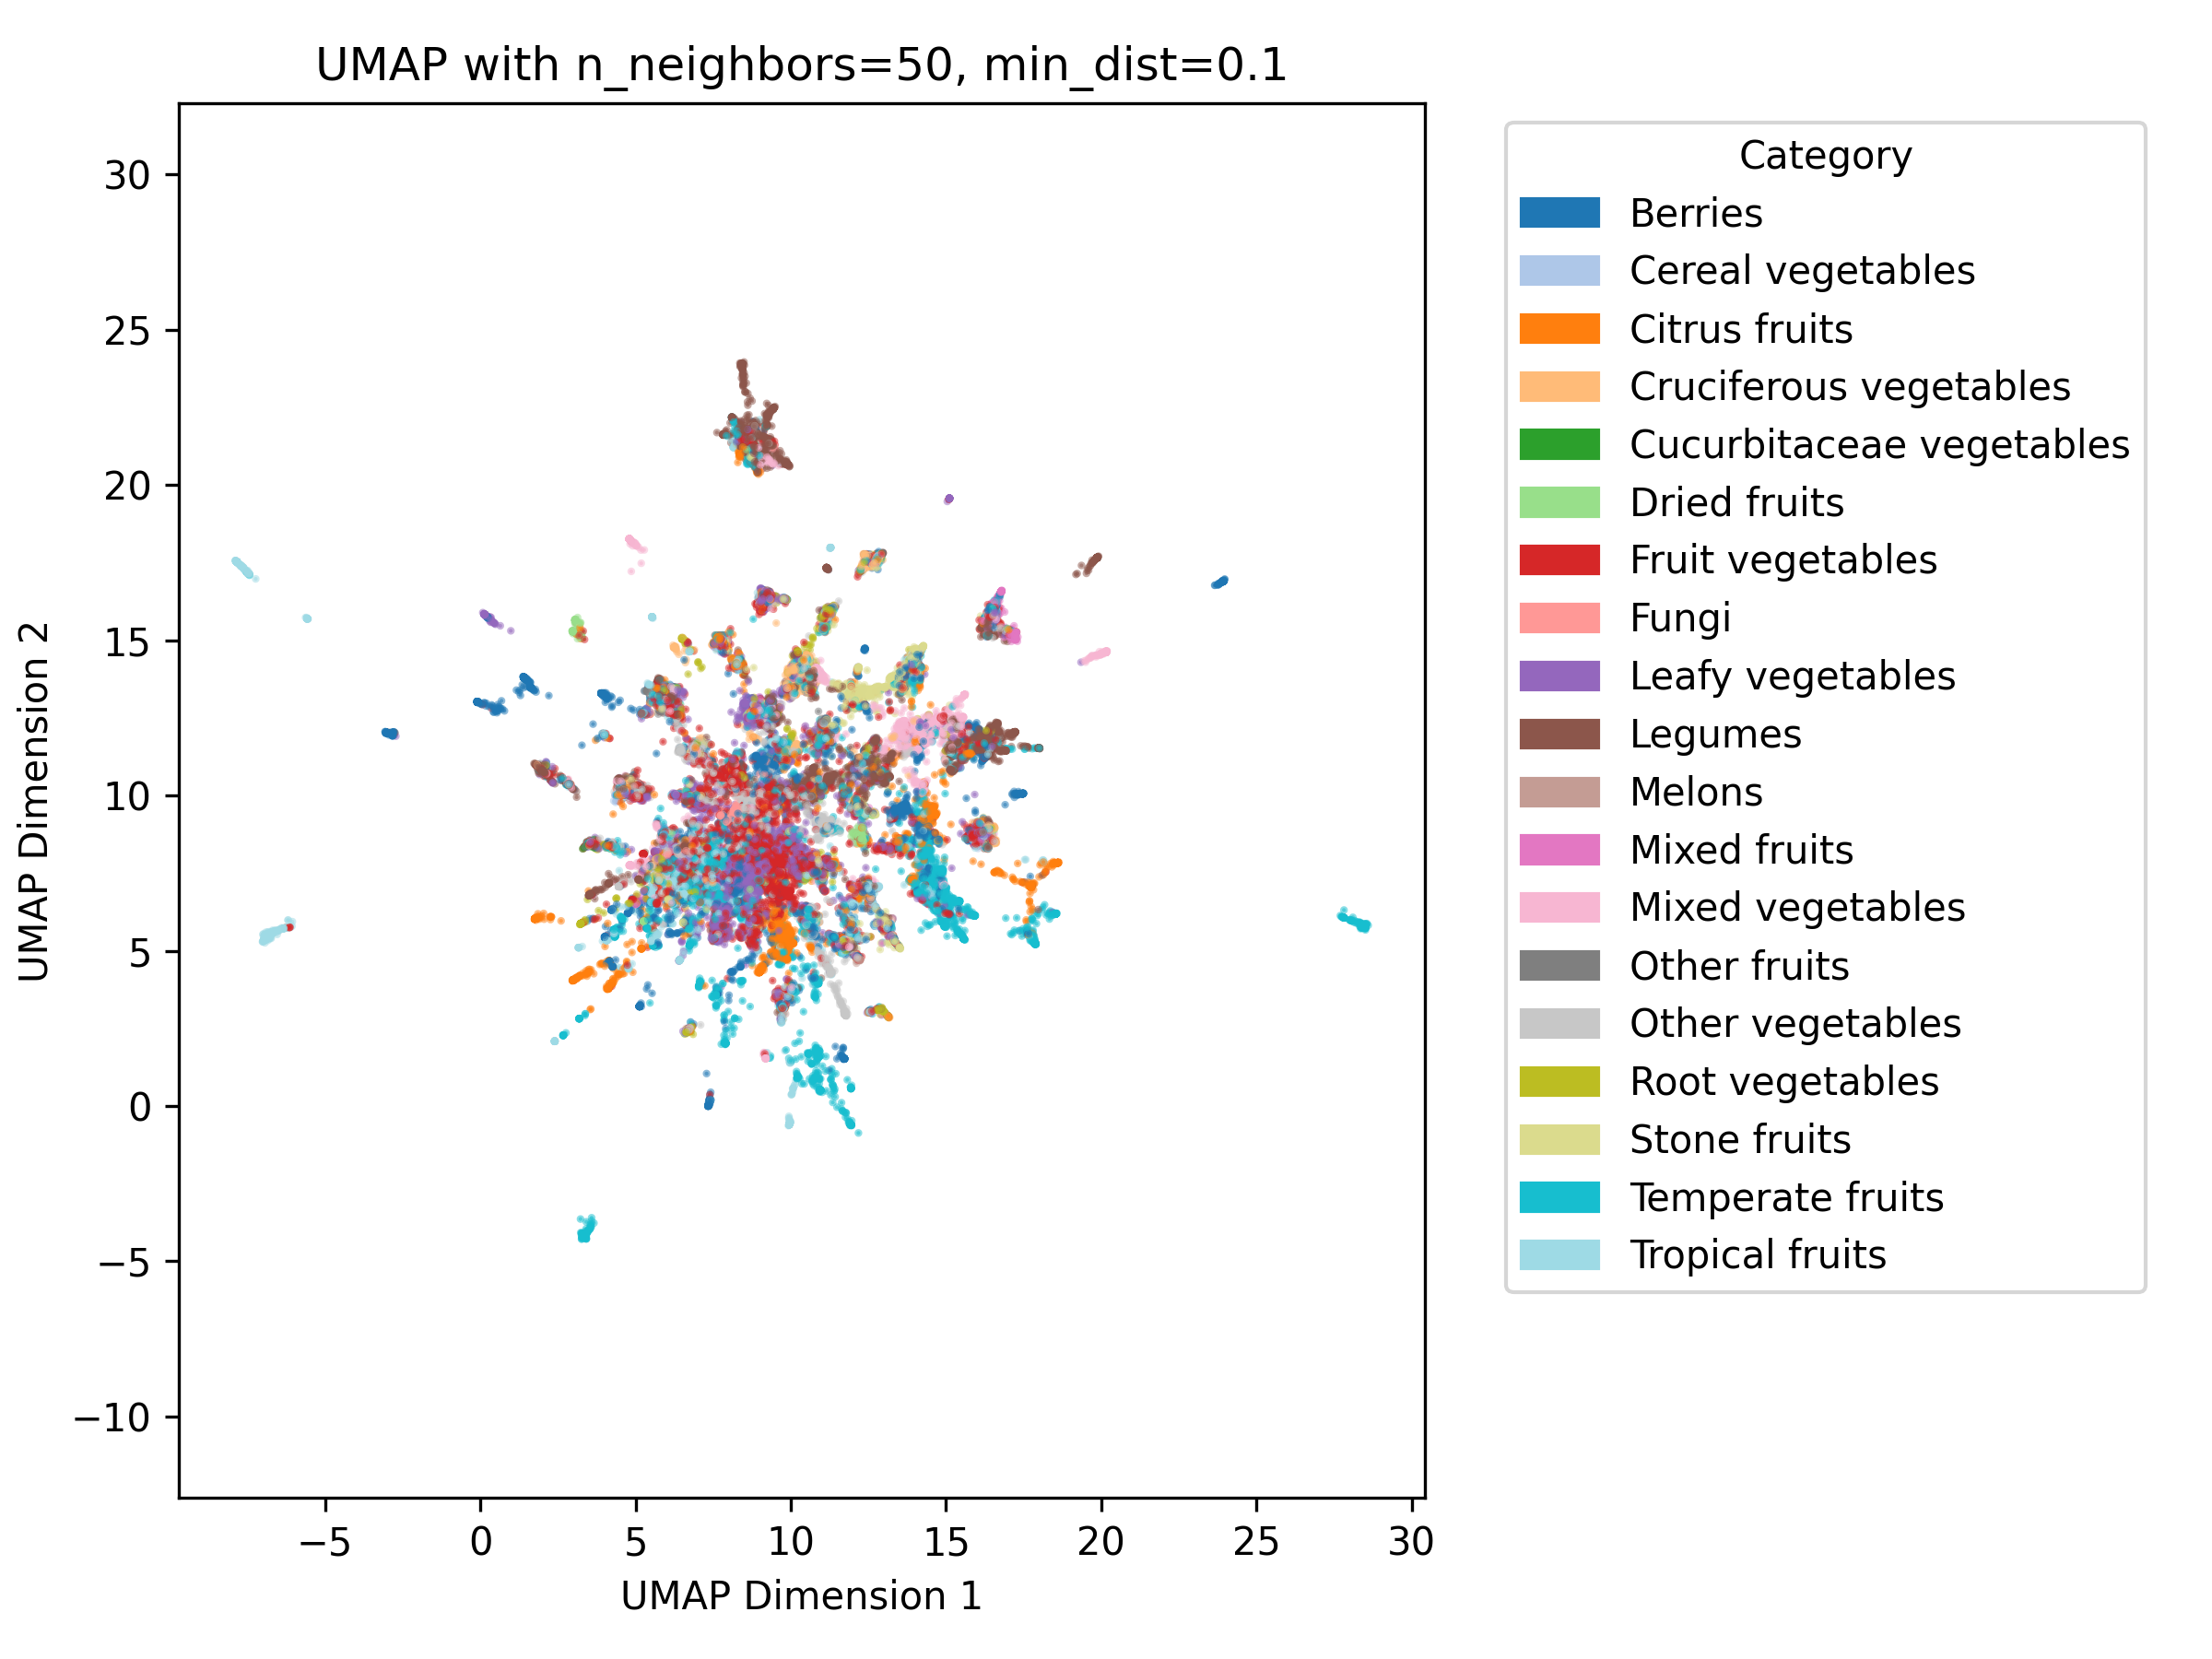 UMAP with n_neighbors=50, min_dist=0.1
30
25
20
15
10
5
0
−5
−10
UMAP Dimension 2
−5 0 5 10 15 20 25 30
UMAP Dimension 1
Category
Berries
Cereal vegetables
Citrus fruits
Cruciferous vegetables
Cucurbitaceae vegetables
Dried fruits
Fruit vegetables
Fungi
Leafy vegetables
Legumes
Melons
Mixed fruits
Mixed vegetables
Other fruits
Other vegetables
Root vegetables
Stone fruits
Temperate fruits
Tropical fruits